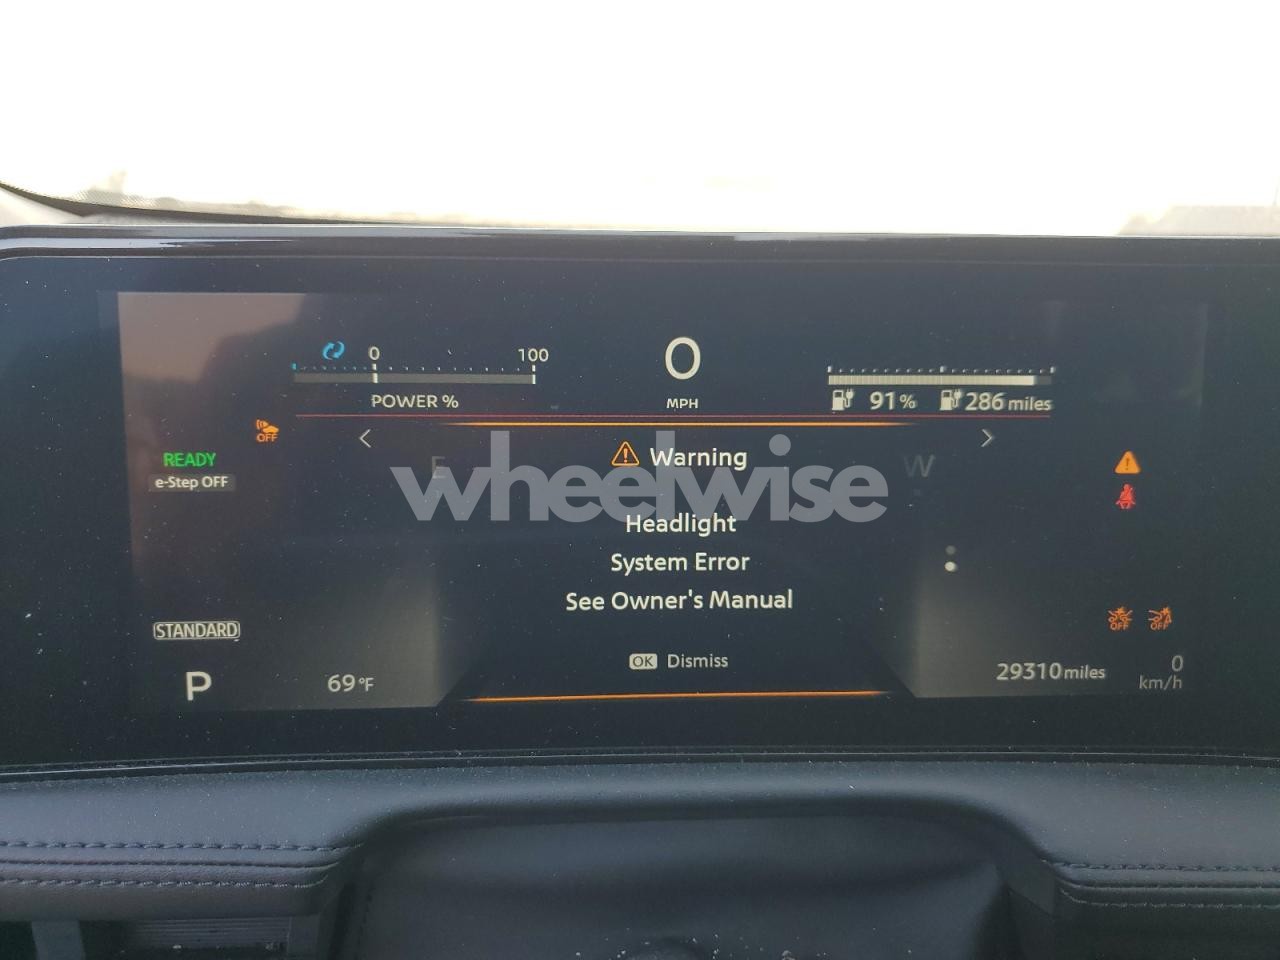 0
100
POWER %
0
MPH
91%
286 miles
OFF
READY
e-Step OFF
E
W
Warning
wheelwise
Headlight
System Error
See Owner's Manual
OK Dismiss
STANDARD
P
69°F
OFF
OFF
29310 miles
0
km/h